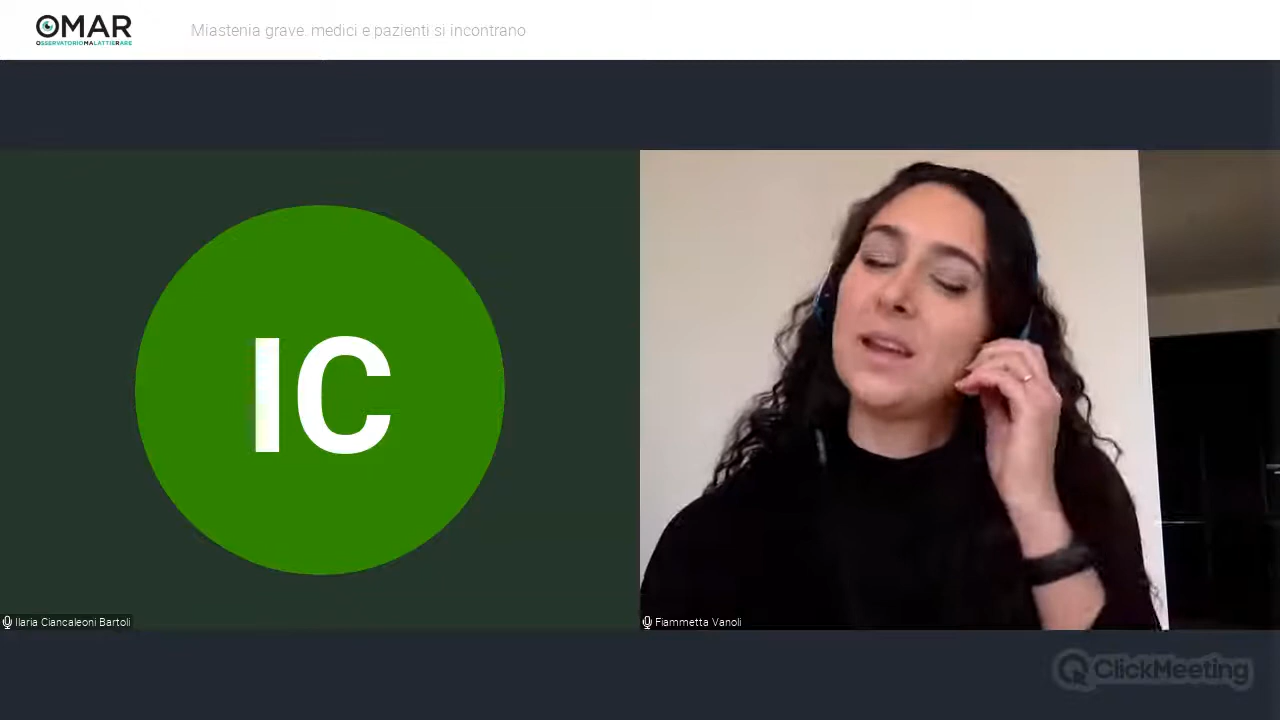 OMAR
OSSERVATORIOMALATTIERARE
Miastenia grave: medici e pazienti si incontrano
IC
Ilaria Ciancaleoni Bartoli
Fiammetta Vanoli
ClickMeeting